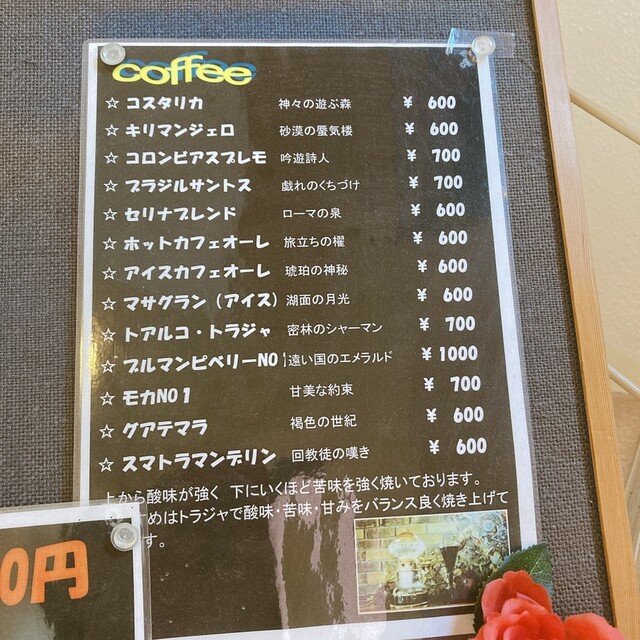 coffee
☆ コスタリカ 神々の遊ぶ森 ¥ 600
☆ キリマンジェロ 砂漠の蜃気楼 ¥ 600
☆ コロンビアスプレモ 吟遊詩人 ¥ 700
☆ ブラジルサントス 戯れのくちづけ ¥ 700
☆ セリナブレンド ローマの泉 ¥ 600
☆ ホットカフェオーレ 旅立ちの櫂 ¥ 600
☆ アイスカフェオーレ 琥珀の神秘 ¥ 600
☆ マサグラン（アイス） 湖面の月光 ¥ 600
☆ トアルコ・トラジャ 密林のシャーマン ¥ 700
☆ ブルマンピベリーNO1 遠い国のエメラルド ¥ 1000
☆ モカNO1 甘美な約束 ¥ 700
☆ グアテマラ 褐色の世紀 ¥ 600
☆ スマトラマンデリン 回教徒の嘆き ¥ 600
上から酸味が強く 下にいくほど苦味を強く焼いております。
めはトラジャで酸味・苦味・甘みをバランス良く焼き上げて
す。
0円